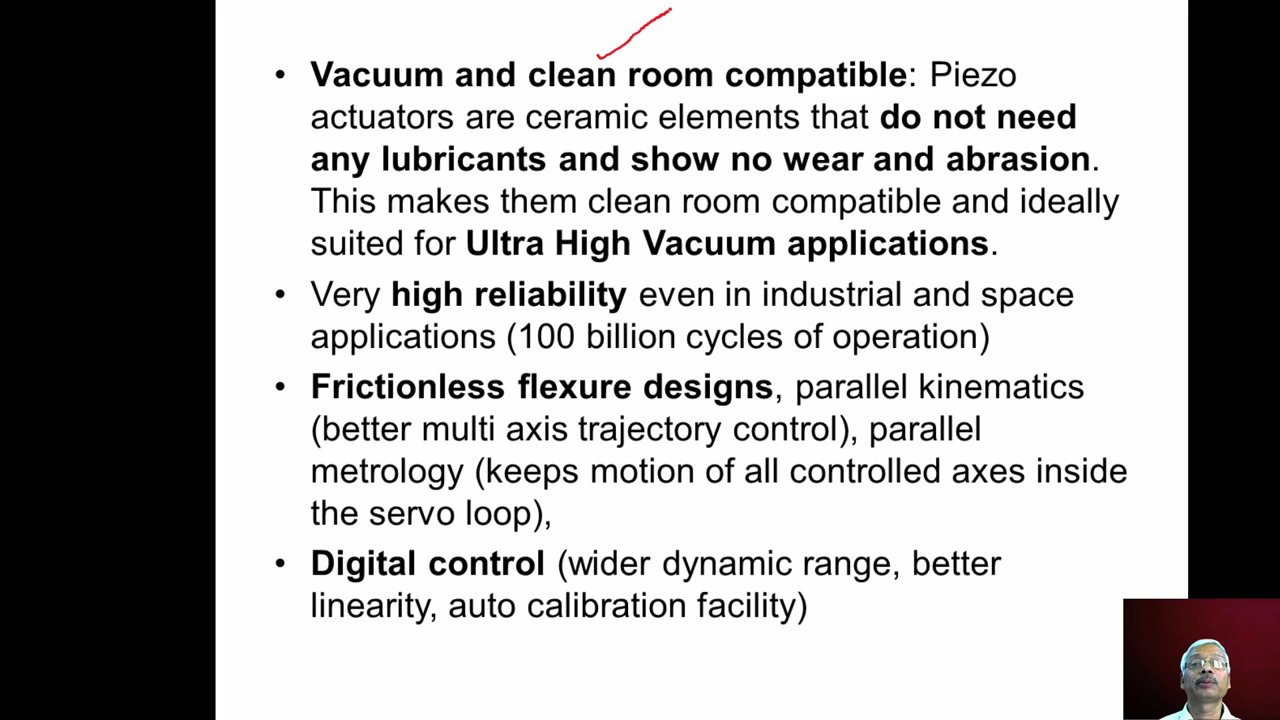 • Vacuum and clean room compatible: Piezo
actuators are ceramic elements that do not need
any lubricants and show no wear and abrasion.
This makes them clean room compatible and ideally
suited for Ultra High Vacuum applications.
• Very high reliability even in industrial and space
applications (100 billion cycles of operation)
• Frictionless flexure designs, parallel kinematics
(better multi axis trajectory control), parallel
metrology (keeps motion of all controlled axes inside
the servo loop),
• Digital control (wider dynamic range, better
linearity, auto calibration facility)